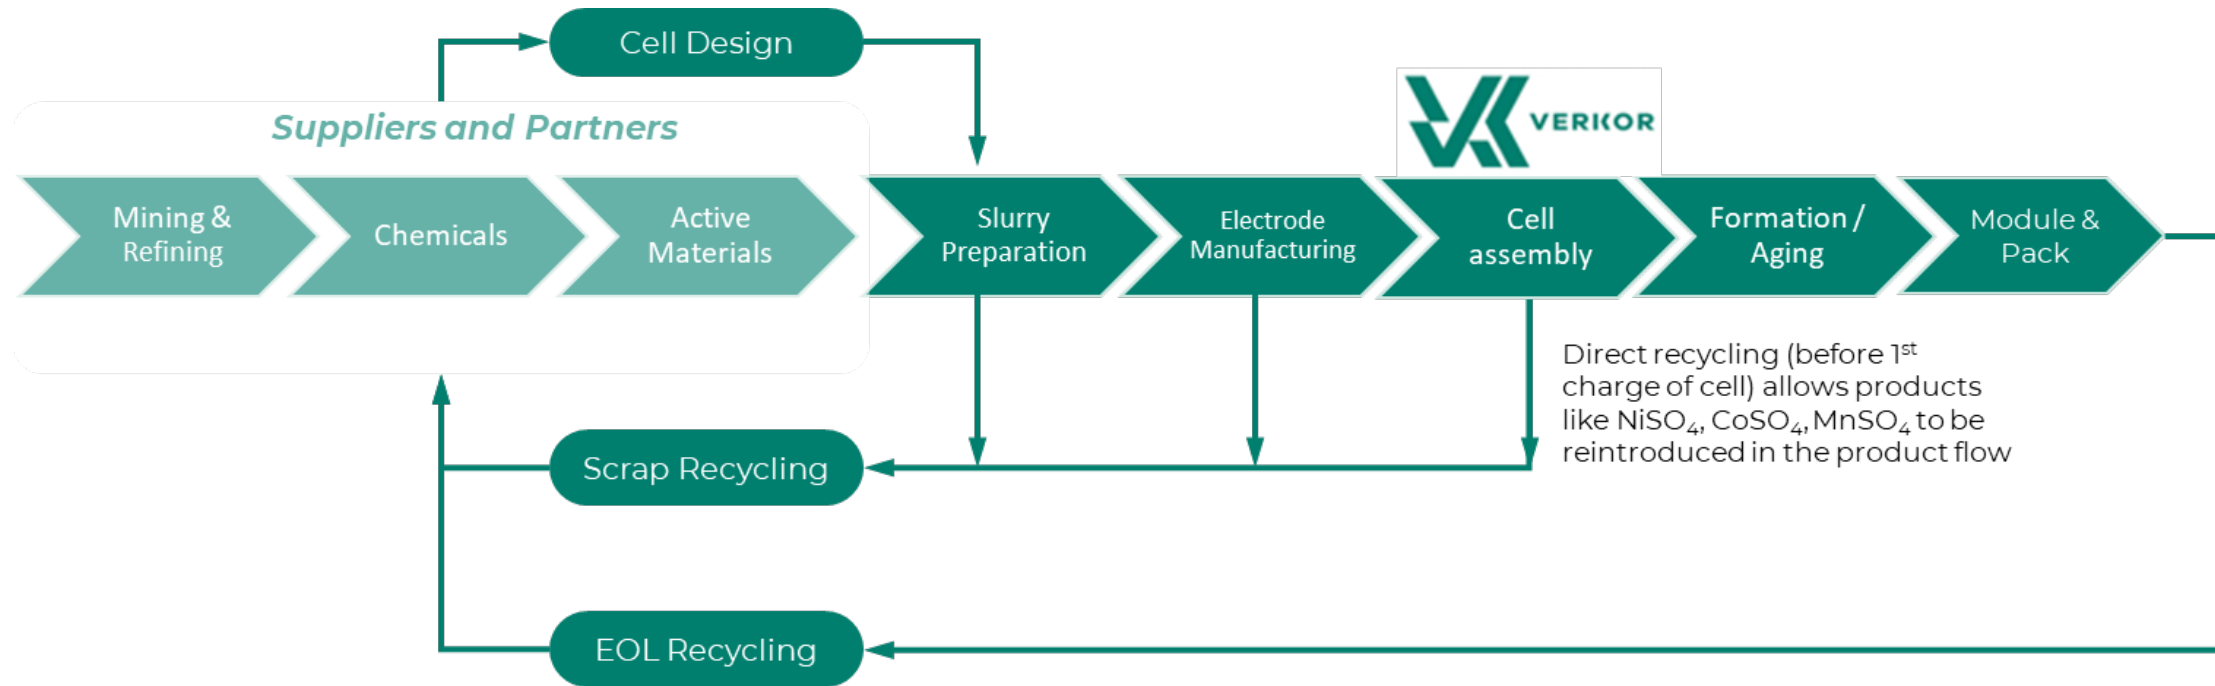 Cell Design
Suppliers and Partners
VERKOR
Mining &
Refining
Chemicals
Active
Materials
Slurry
Preparation
Electrode
Manufacturing
Cell
assembly
Formation /
Aging
Module &
Pack
Direct recycling (before 1st
charge of cell) allows products
like NiSO4, CoSO4, MnSO4 to be
reintroduced in the product flow
Scrap Recycling
EOL Recycling